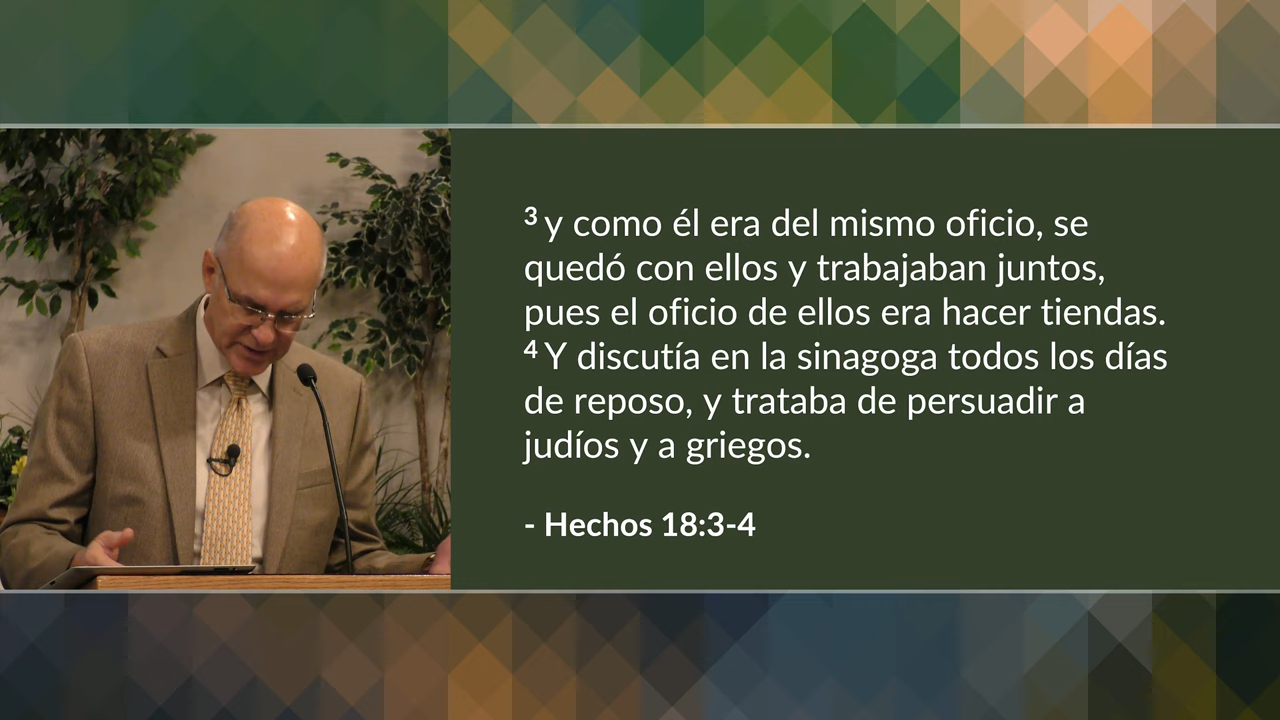 3 y como él era del mismo oficio, se
quedó con ellos y trabajaban juntos,
pues el oficio de ellos era hacer tiendas.
4 Y discutía en la sinagoga todos los días
de reposo, y trataba de persuadir a
judíos y a griegos.
- Hechos 18:3-4